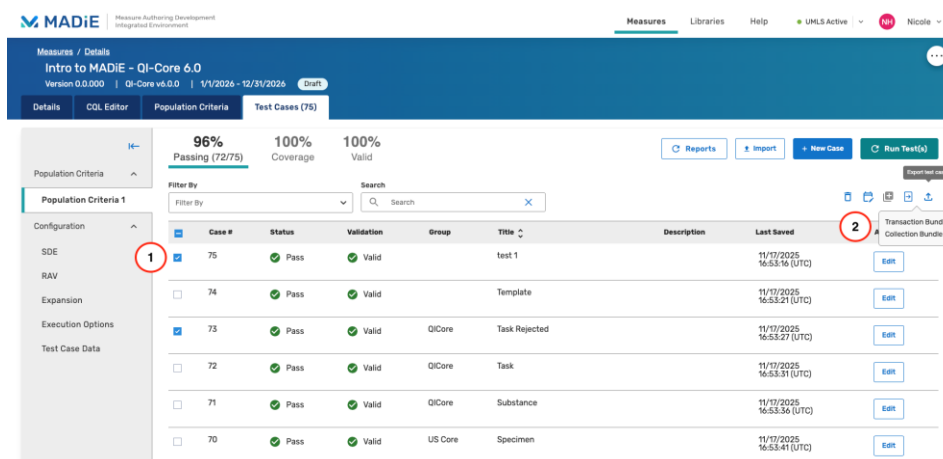 MADiE Measure Authoring Development
Integrated Environment
Measures Libraries Help UMLS Active NH Nicole
Measures / Details
Intro to MADiE - QI-Core 6.0
Version 0.0.000 | QI-Core v6.0.0 | 1/1/2026 - 12/31/2026 Draft
Details CQL Editor Population Criteria Test Cases (75)
96% 100% 100%
Passing (72/75) Coverage Valid
Reports Import + New Case Run Test(s)
Population Criteria
Export test cas
Filter By Search
Filter By Search
Population Criteria 1
Transaction Bund
Collection Bundle
2
Configuration
Case # Status Validation Group Title Description Last Saved A
1
75 Pass Valid test 1 11/17/2025
16:53:16 (UTC) Edit
SDE
RAV
74 Pass Valid Template 11/17/2025
16:53:21 (UTC) Edit
Expansion
Execution Options
73 Pass Valid QICore Task Rejected 11/17/2025
16:53:27 (UTC) Edit
Test Case Data
72 Pass Valid QICore Task 11/17/2025
16:53:31 (UTC) Edit
71 Pass Valid QICore Substance 11/17/2025
16:53:36 (UTC) Edit
70 Pass Valid US Core Specimen 11/17/2025
16:53:41 (UTC) Edit